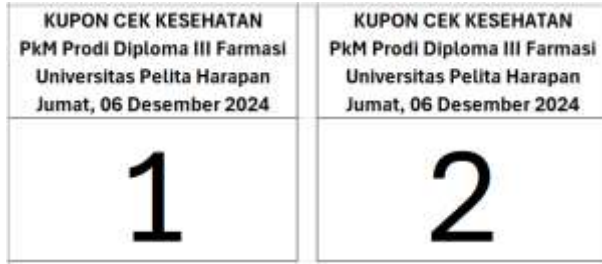 KUPON CEK KESEHATAN
PkM Prodi Diploma III Farmasi
Universitas Pelita Harapan
Jumat, 06 Desember 2024
1
KUPON CEK KESEHATAN
PkM Prodi Diploma III Farmasi
Universitas Pelita Harapan
Jumat, 06 Desember 2024
2